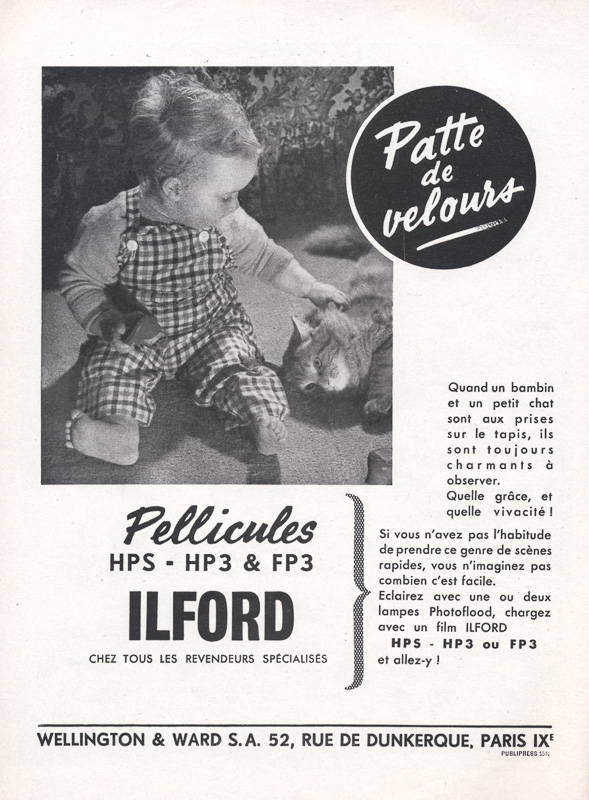 Patte
de
velours
Quand un bambin
et un petit chat
sont aux prises
sur le tapis, ils
sont toujours
charmants à
observer.
Quelle grâce, et
quelle vivacité !
Pellicules
HPS - HP3 & FP3
ILFORD
CHEZ TOUS LES REVENDEURS SPÉCIALISÉS
Si vous n'avez pas l'habitude
de prendre ce genre de scènes
rapides, vous n'imaginez pas
combien c'est facile.
Eclairez avec une ou deux
lampes Photoflood, chargez
avec un film ILFORD
HPS - HP3 ou FP3
et allez-y !
WELLINGTON & WARD S.A. 52, RUE DE DUNKERQUE, PARIS IXᴱ
PUBLIPRESS